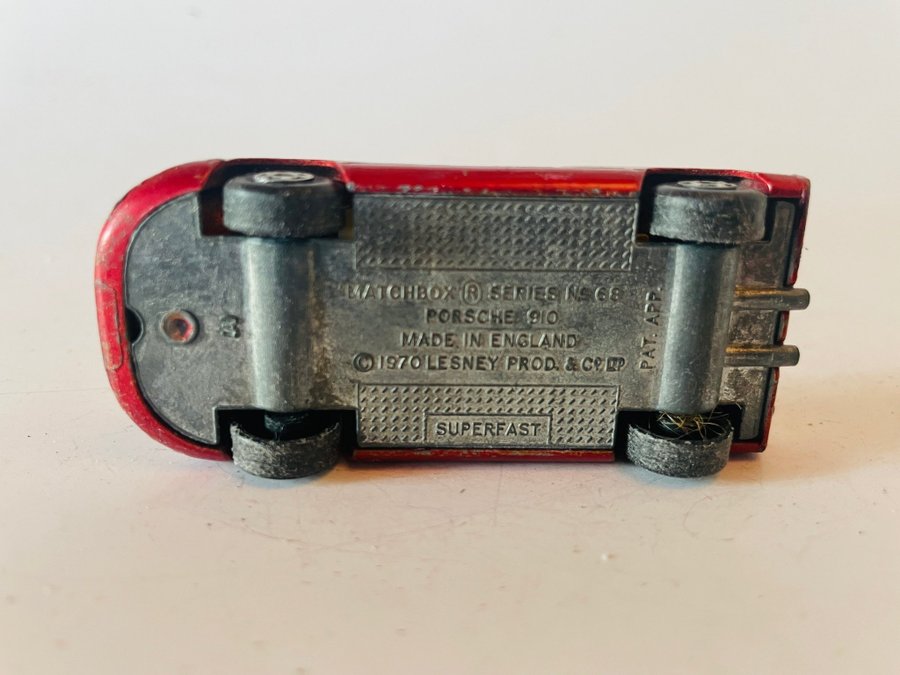 MATCHBOX ® SERIES Nº 68
PORSCHE 910
MADE IN ENGLAND
© 1970 LESNEY PROD. & Cº LTD
PAT. APP.
SUPERFAST